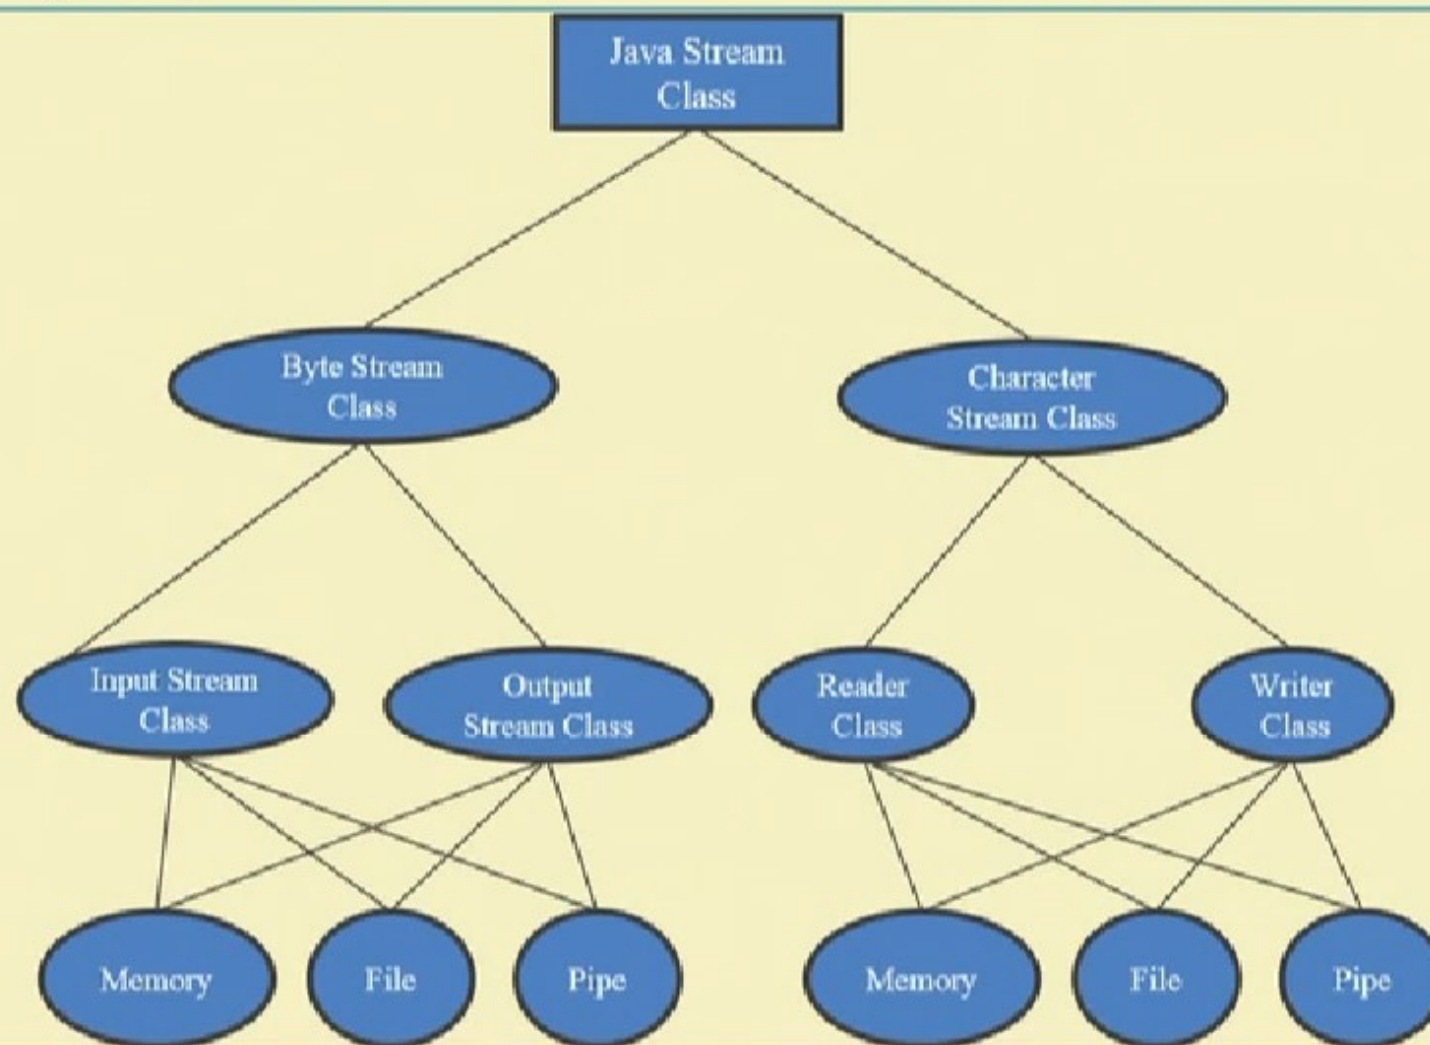 Java Stream
Class
Byte Stream
Class
Character
Stream Class
Input Stream
Class
Output
Stream Class
Reader
Class
Writer
Class
Memory
File
Pipe
Memory
File
Pipe